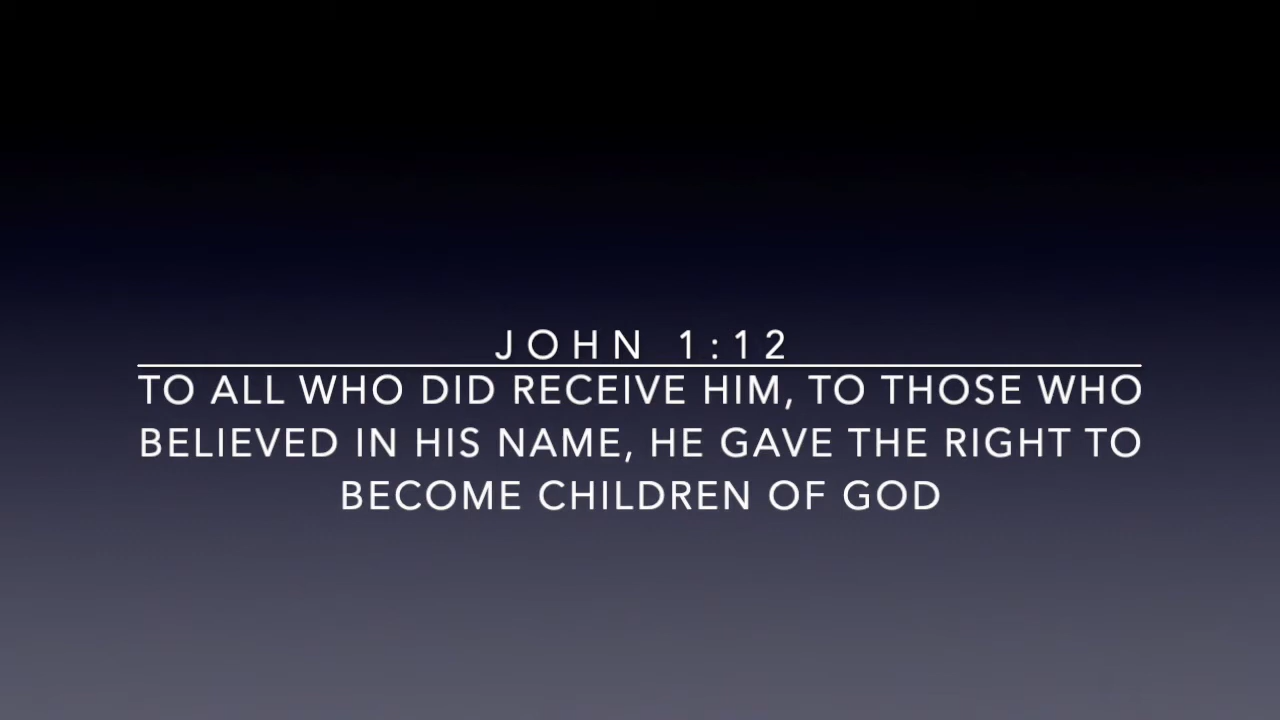 JOHN 1:12
TO ALL WHO DID RECEIVE HIM, TO THOSE WHO
BELIEVED IN HIS NAME, HE GAVE THE RIGHT TO
BECOME CHILDREN OF GOD